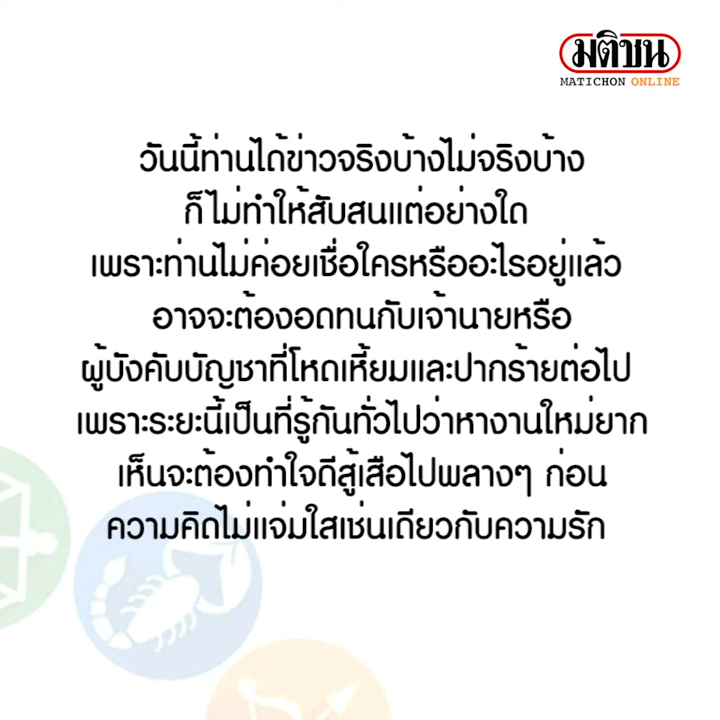 มติชน
MATICHON ONLINE
วันนี้ท่านได้ข่าวจริงบ้างไม่จริงบ้าง
ก็ไม่ทำให้สับสนแต่อย่างใด
เพราะท่านไม่ค่อยเชื่อใครหรืออะไรอยู่แล้ว
อาจจะต้องอดทนกับเจ้านายหรือ
ผู้บังคับบัญชาที่โหดเหี้ยมและปากร้ายต่อไป
เพราะระยะนี้เป็นที่รู้กันทั่วไปว่าหางานใหม่ยาก
เห็นจะต้องทำใจดีสู้เสือไปพลางๆ ก่อน
ความคิดไม่แจ่มใสเช่นเดียวกับความรัก